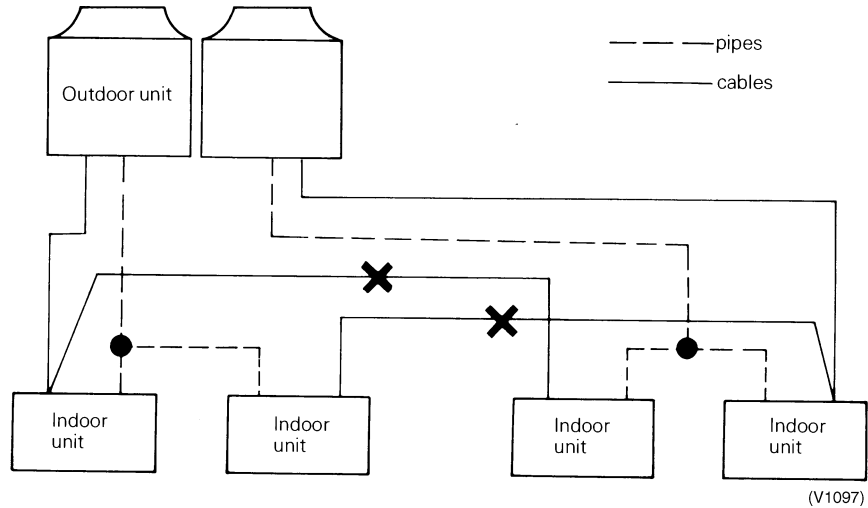 pipes
cables
Outdoor unit
Indoor
unit
Indoor
unit
Indoor
unit
Indoor
unit
(V1097)